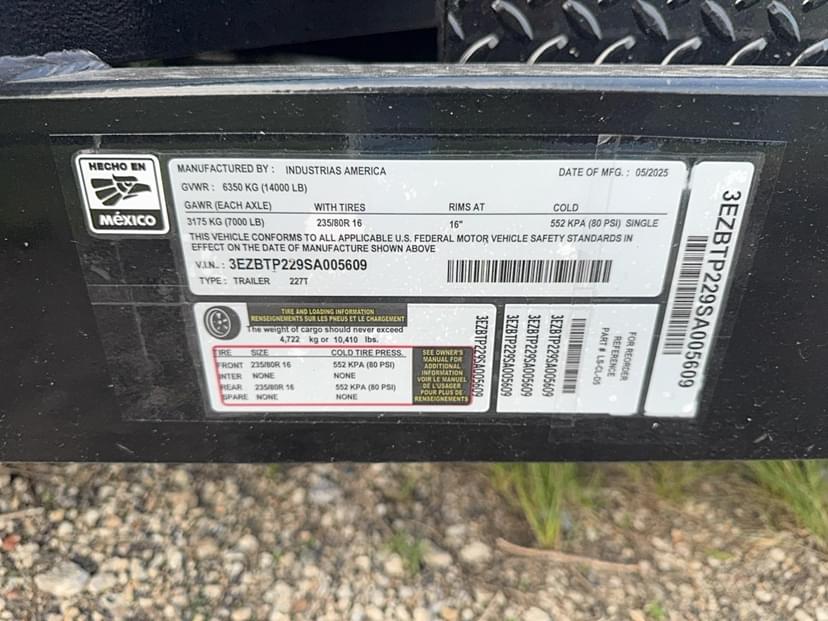 HECHO EN
MÉXICO
MANUFACTURED BY : INDUSTRIAS AMERICA DATE OF MFG. : 05/2025
GVWR : 6350 KG (14000 LB)
GAWR (EACH AXLE) WITH TIRES RIMS AT COLD
3175 KG (7000 LB) 235/80R 16 16" 552 KPA (80 PSI) SINGLE
THIS VEHICLE CONFORMS TO ALL APPLICABLE U.S. FEDERAL MOTOR VEHICLE SAFETY STANDARDS IN
EFFECT ON THE DATE OF MANUFACTURE SHOWN ABOVE
V.I.N.. : 3EZBTP229SA005609
TYPE : TRAILER 227T
TIRE AND LOADING INFORMATION
RENSEIGNEMENTS SUR LES PNEUS ET LE CHARGEMENT
The weight of cargo should never exceed
4,722 kg or 10,410 lbs.
TIRE SIZE COLD TIRE PRESS.
FRONT 235/80R 16 552 KPA (80 PSI)
INTER NONE NONE
REAR 235/80R 16 552 KPA (80 PSI)
SPARE NONE NONE
SEE OWNER'S
MANUAL FOR
ADDITIONAL
INFORMATION
VOIR LE MANUEL
DE L'USAGER
POUR PLUS DE
RENSEIGNEMENTS
3EZBTP229SA005609
3EZBTP229SA005609
3EZBTP229SA005609
3EZBTP229SA005609
FOR REORDER
REFERENCE
PART # LS-CL-D5
3EZBTP229SA005609